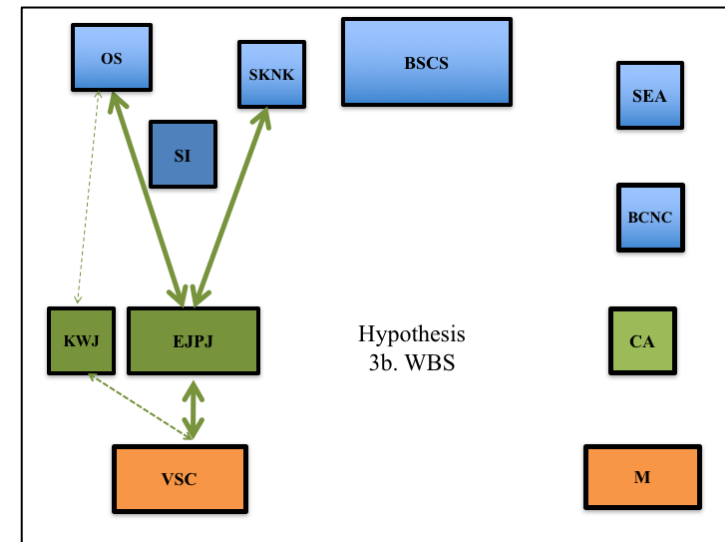 OS
SKNK
BSCS
SEA
SI
BCNC
KWJ
EJPJ
Hypothesis
3b. WBS
CA
VSC
M